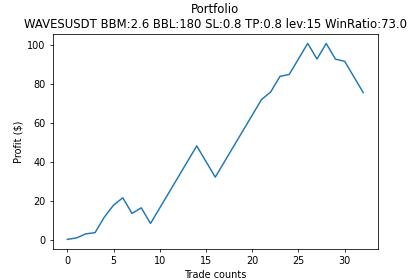 Portfolio
WAVESUSDT BBM:2.6 BBL:180 SL:0.8 TP:0.8 lev:15 WinRatio:73.0
100
80
60
40
20
0
Profit ($)
0 5 10 15 20 25 30
Trade counts